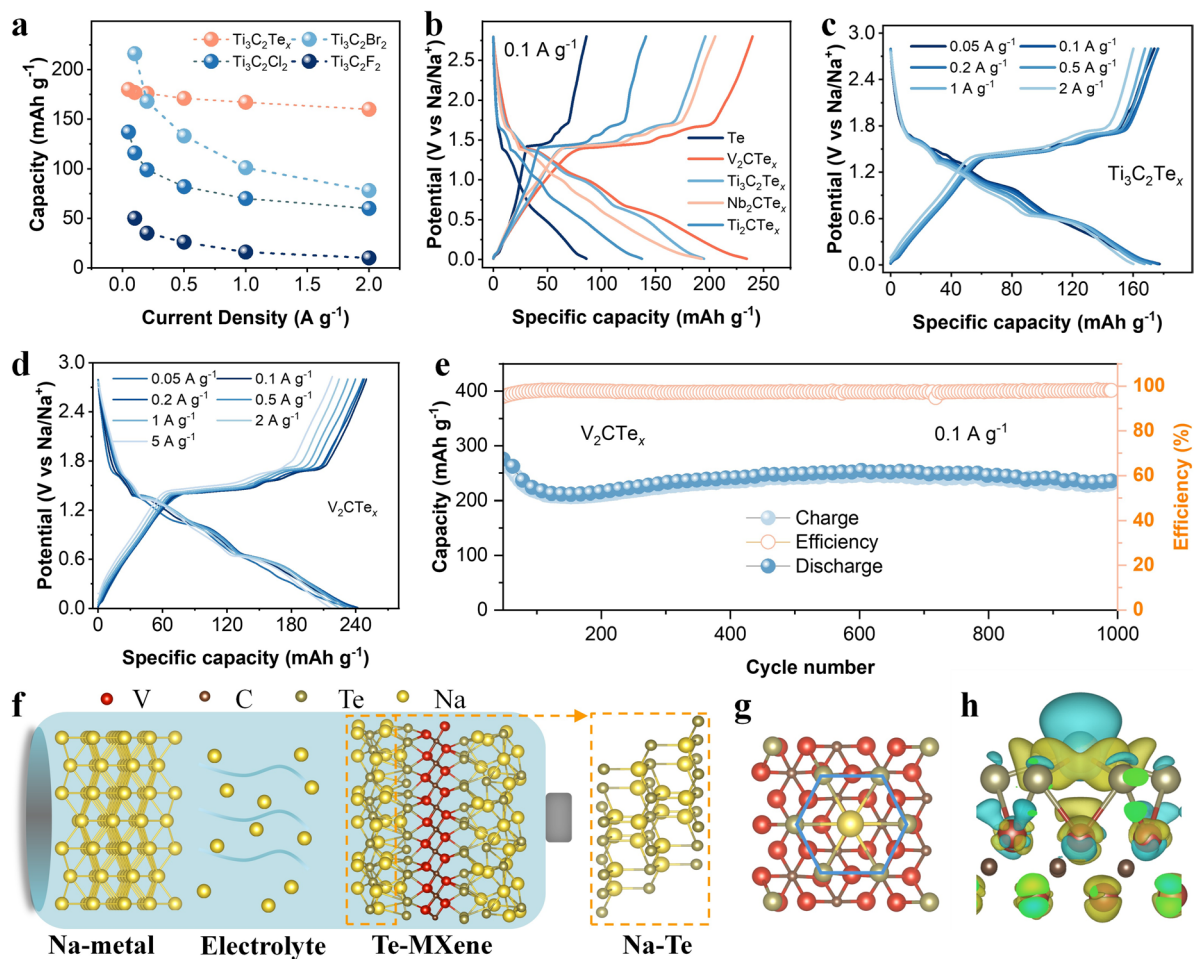 a
Ti₃C₂Teₓ Ti₃C₂Br₂
Ti₃C₂Cl₂ Ti₃C₂F₂
Capacity (mAh g⁻¹)
0 50 100 150 200
0.0 0.5 1.0 1.5 2.0
Current Density (A g⁻¹)
b
0.1 A g⁻¹
Te
V₂CTeₓ
Ti₃C₂Teₓ
Nb₂CTeₓ
Ti₂CTeₓ
Potential (V vs Na/Na⁺)
0.0 0.5 1.0 1.5 2.0 2.5
0 50 100 150 200 250
Specific capacity (mAh g⁻¹)
c
0.05 A g⁻¹ 0.1 A g⁻¹
0.2 A g⁻¹ 0.5 A g⁻¹
1 A g⁻¹ 2 A g⁻¹
Ti₃C₂Teₓ
Potential (V vs Na/Na⁺)
0.0 0.6 1.2 1.8 2.4 3.0
0 40 80 120 160
Specific capacity (mAh g⁻¹)
d
0.05 A g⁻¹ 0.1 A g⁻¹
0.2 A g⁻¹ 0.5 A g⁻¹
1 A g⁻¹ 2 A g⁻¹
5 A g⁻¹
V₂CTeₓ
Potential (V vs Na/Na⁺)
0.0 0.6 1.2 1.8 2.4 3.0
0 60 120 180 240
Specific capacity (mAh g⁻¹)
e
V₂CTeₓ 0.1 A g⁻¹
Charge
Efficiency
Discharge
Capacity (mAh g⁻¹)
0 100 200 300 400
Efficiency (%)
0 20 40 60 80 100
200 400 600 800 1000
Cycle number
f
V C Te Na
Na-metal Electrolyte Te-MXene Na-Te
g
h